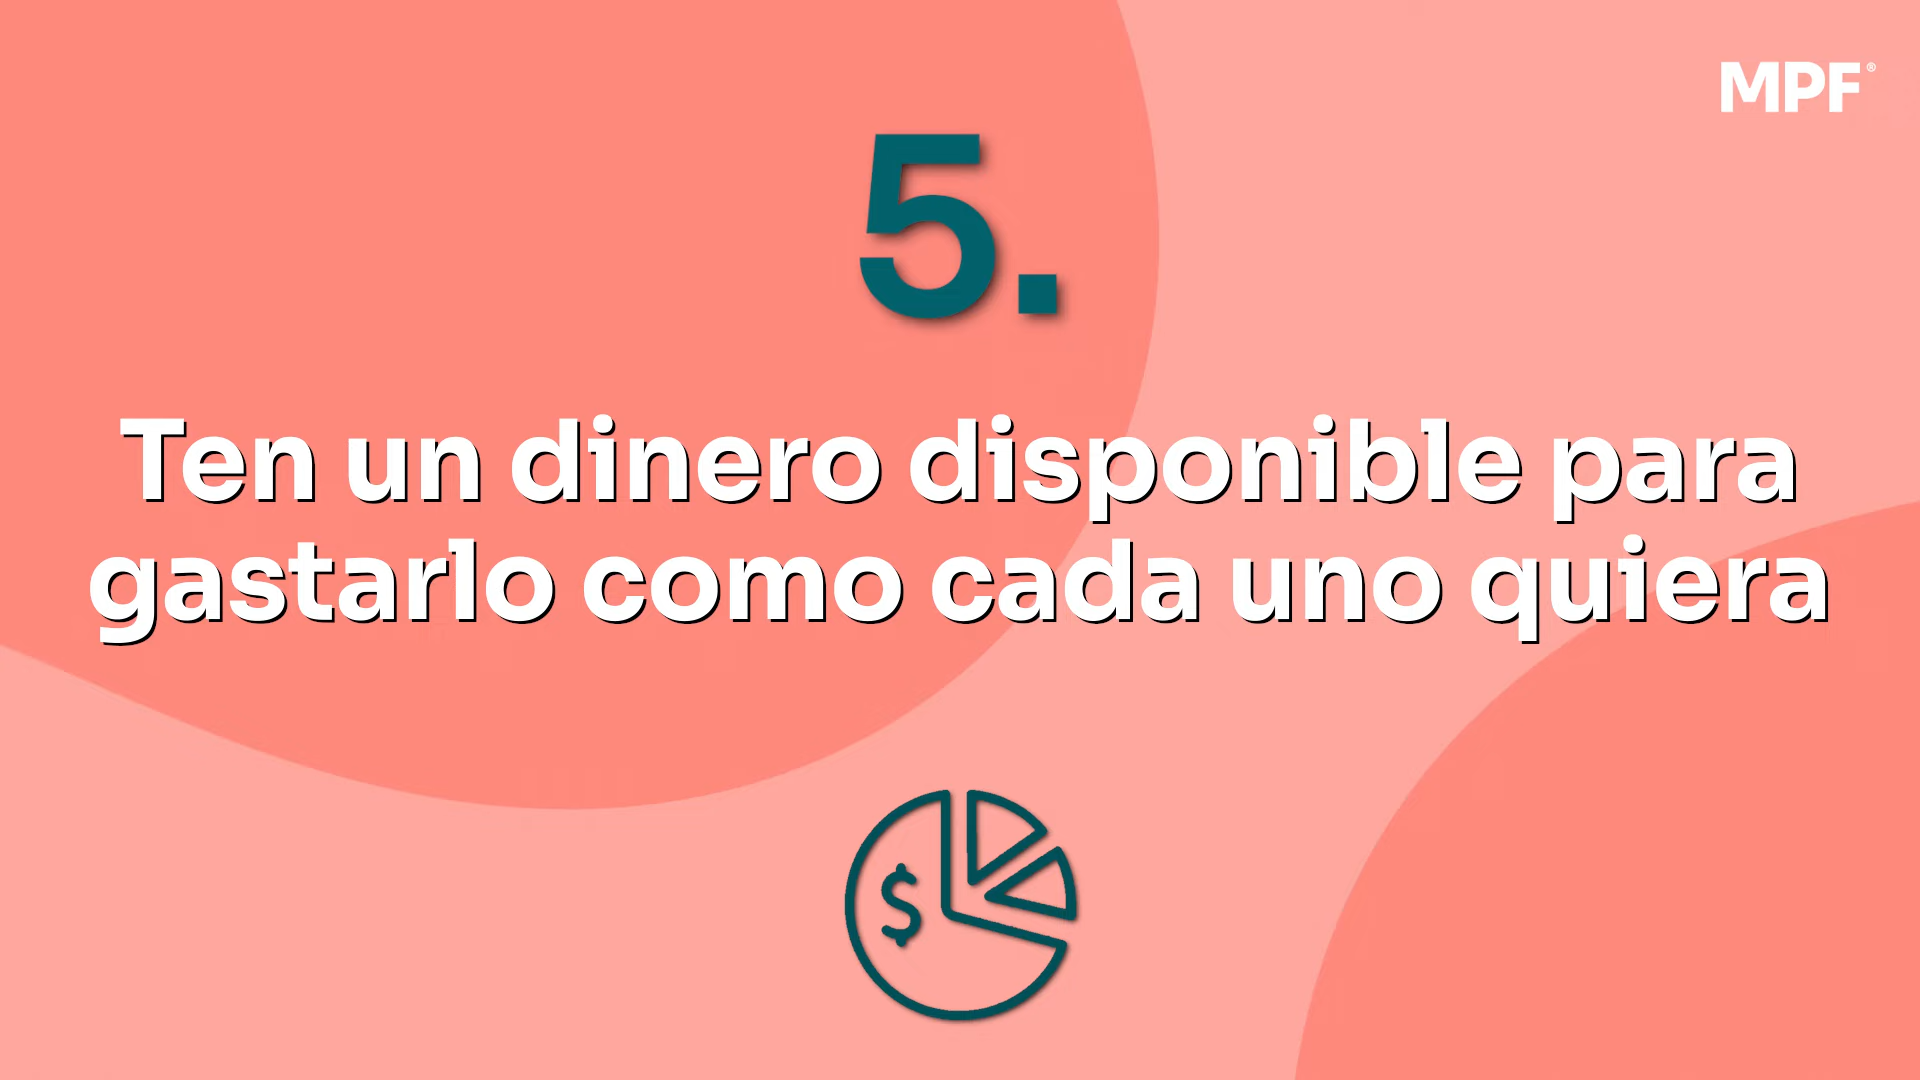 MPF®
5.
Ten un dinero disponible para
gastarlo como cada uno quiera
$